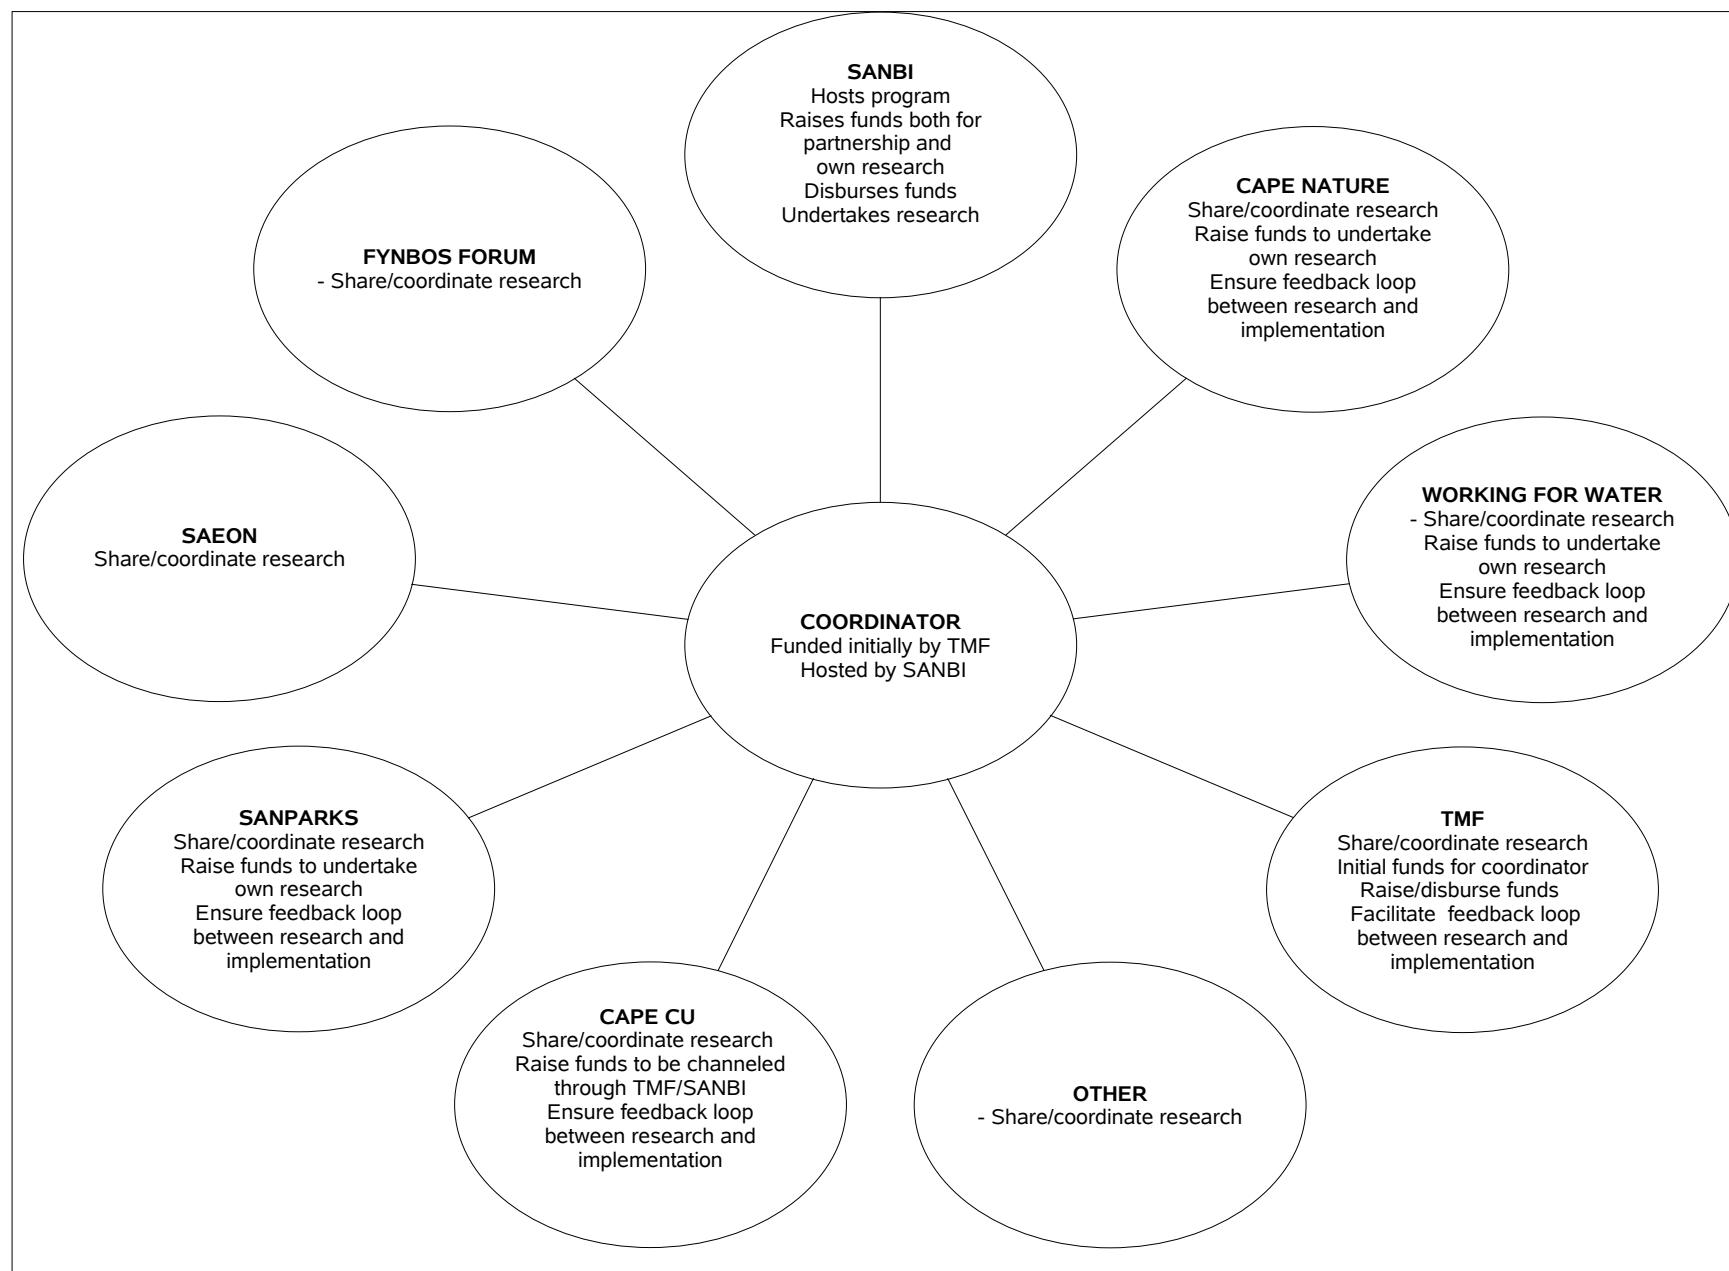 SANBI
Hosts program
Raises funds both for
partnership and
own research
Disburses funds
Undertakes research
CAPE NATURE
Share/coordinate research
Raise funds to undertake
own research
Ensure feedback loop
between research and
implementation
FYNBOS FORUM
- Share/coordinate research
WORKING FOR WATER
- Share/coordinate research
Raise funds to undertake
own research
Ensure feedback loop
between research and
implementation
SAEON
Share/coordinate research
COORDINATOR
Funded initially by TMF
Hosted by SANBI
SANPARKS
Share/coordinate research
Raise funds to undertake
own research
Ensure feedback loop
between research and
implementation
TMF
Share/coordinate research
Initial funds for coordinator
Raise/disburse funds
Facilitate  feedback loop
between research and
implementation
CAPE CU
Share/coordinate research
Raise funds to be channeled
through TMF/SANBI
Ensure feedback loop
between research and
implementation
OTHER
- Share/coordinate research